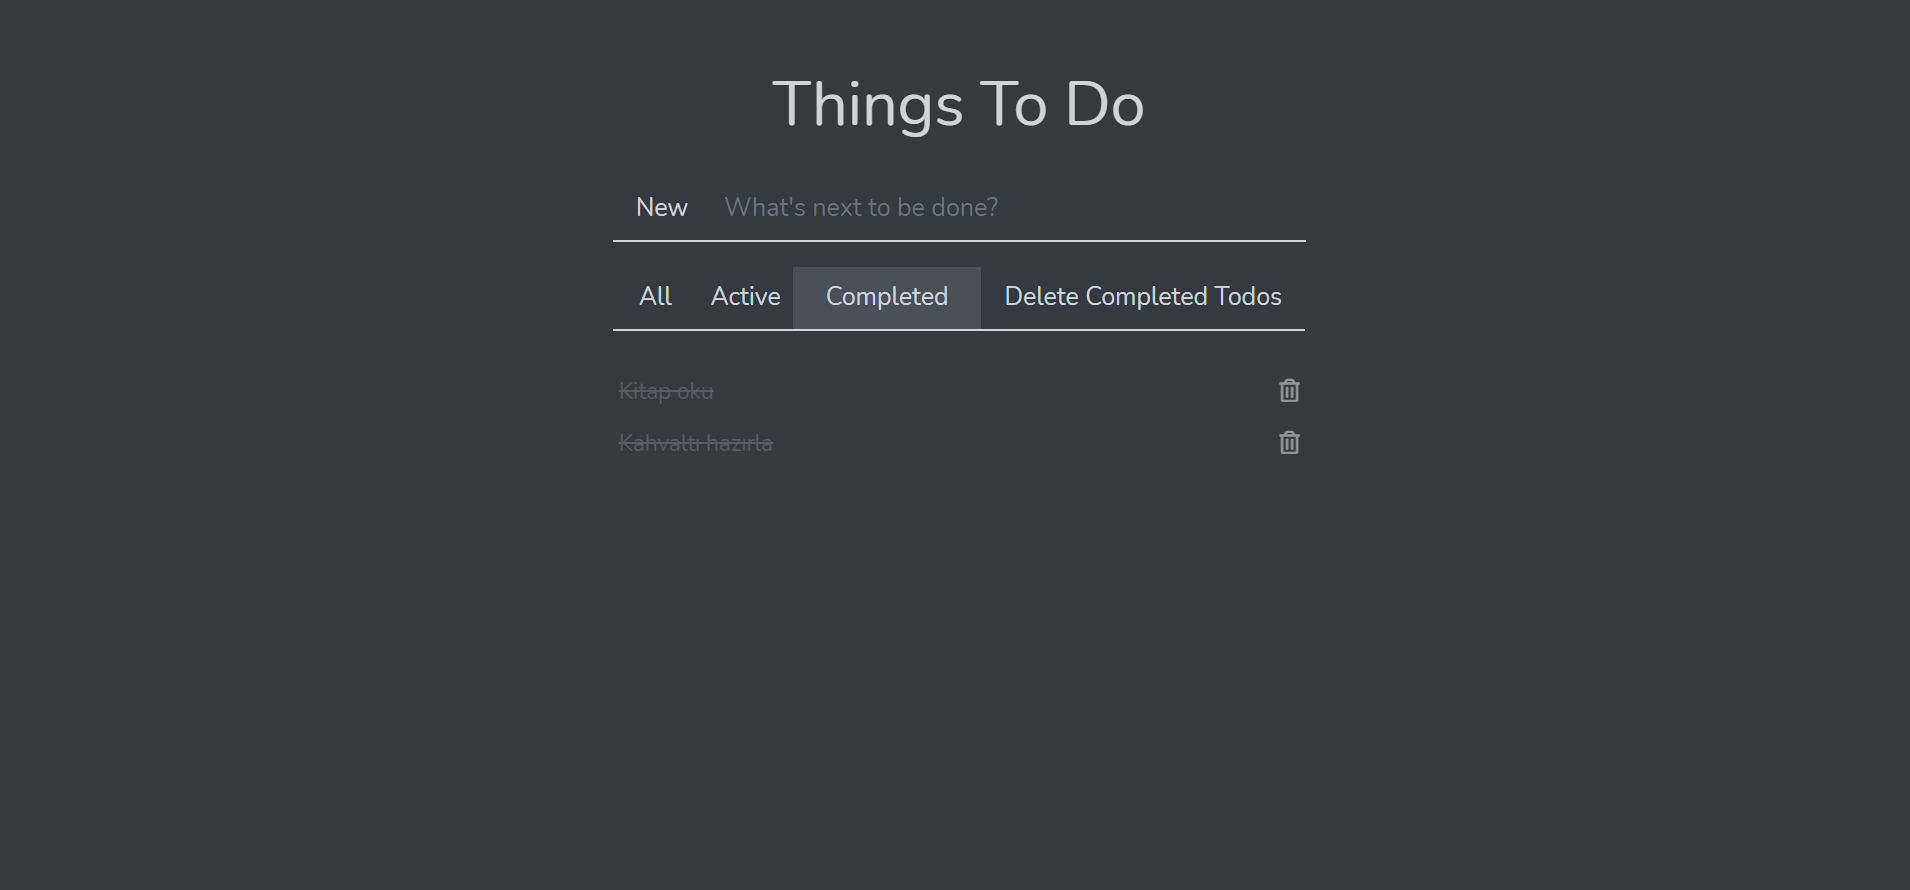 Things To Do
New What's next to be done?
All Active Completed Delete Completed Todos
Kitap oku
Kahvaltı hazırla